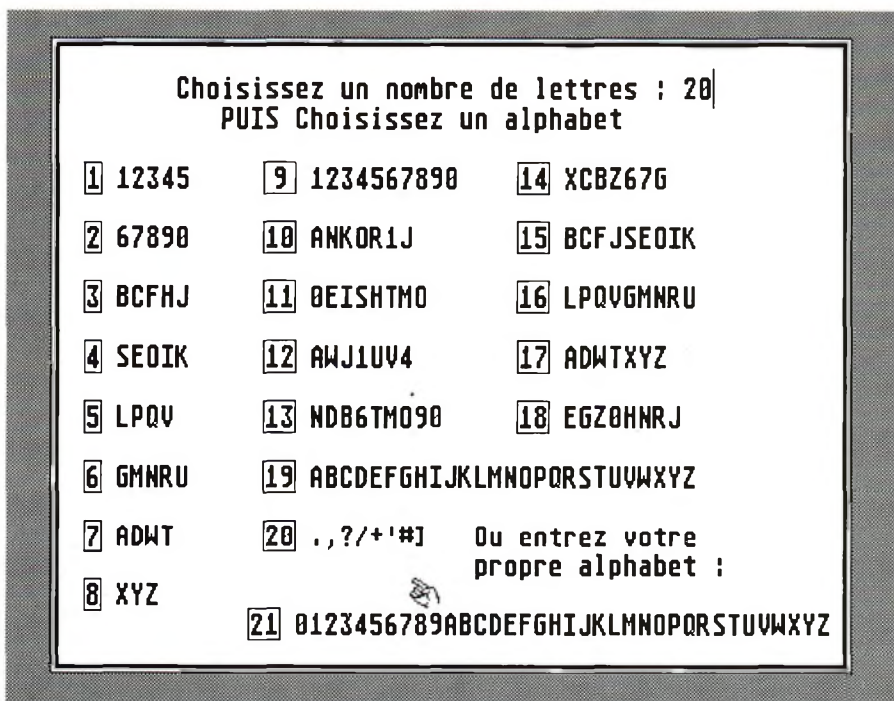 Choisissez un nombre de lettres : 20
PUIS Choisissez un alphabet
1 12345
2 67890
3 BCFHJ
4 SEOIK
5 LPQV
6 GMNRU
7 ADWT
8 XYZ
9 1234567890
10 ANKOR1J
11 0EISHTMO
12 AWJ1UV4
13 NDB6TMO90
14 XCBZ67G
15 BCFJSEOIK
16 LPQVGMNRU
17 ADWTXYZ
18 EGZ0HNRJ
19 ABCDEFGHIJKLMNOPQRSTUVWXYZ
20 .,?/+'#]
Ou entrez votre
propre alphabet :
21 0123456789ABCDEFGHIJKLMNOPQRSTUVWXYZ